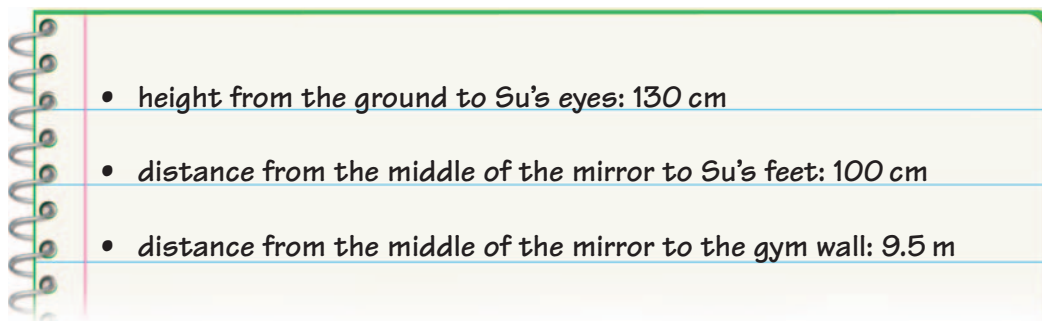 • height from the ground to Su's eyes: 130 cm
• distance from the middle of the mirror to Su's feet: 100 cm
• distance from the middle of the mirror to the gym wall: 9.5 m